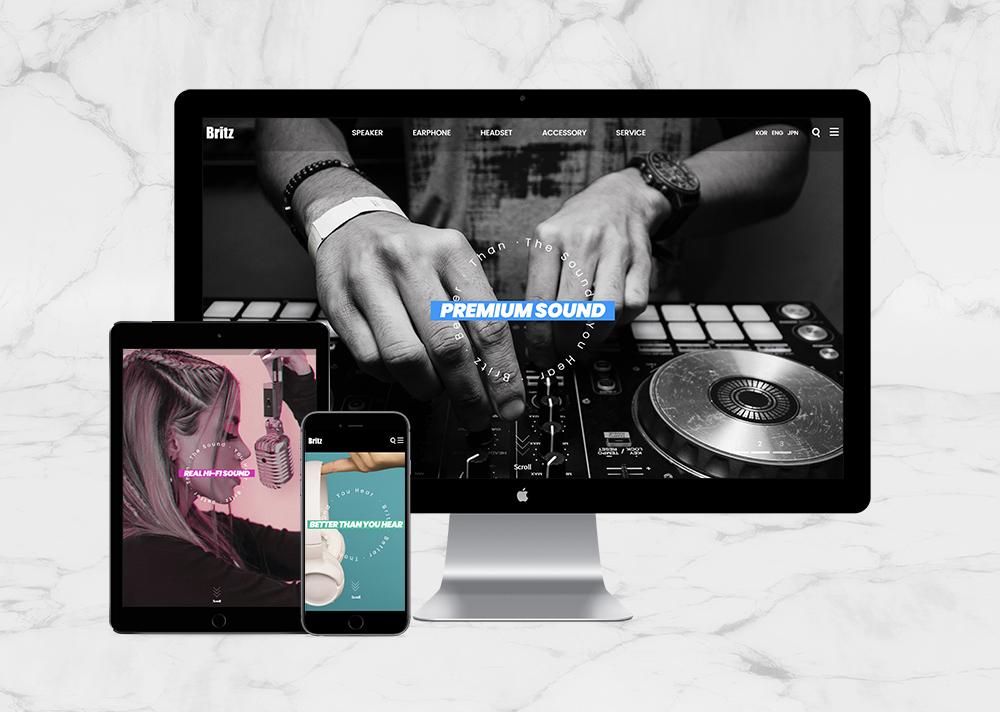 Britz
SPEAKER EARPHONE HEADSET ACCESSORY SERVICE KOR ENG JPN
Britz · Better · Than · The Sound · You Hear
PREMIUM SOUND
2 3
Scroll
The Sound · You
REAL HI-FI SOUND
Britz
Scroll
Britz
You Hear · Britz · Better · Than
BETTER THAN YOU HEAR
Scroll